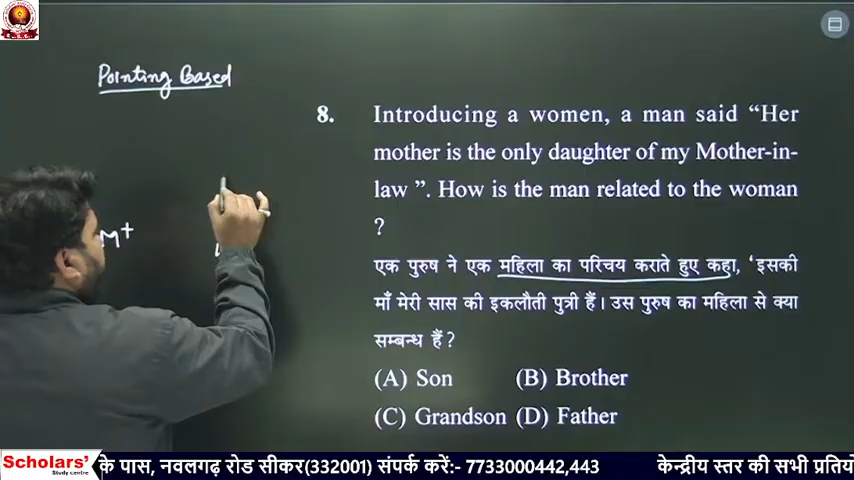 Pointing Based
8. Introducing a women, a man said “Her
mother is the only daughter of my Mother-in-
law ”. How is the man related to the woman
?
M+
एक पुरुष ने एक महिला का परिचय कराते हुए कहा, ‘इसकी
माँ मेरी सास की इकलौती पुत्री हैं। उस पुरुष का महिला से क्या
सम्बन्ध हैं?
(A) Son (B) Brother
(C) Grandson (D) Father
Scholars’ के पास, नवलगढ़ रोड सीकर(332001) संपर्क करें:- 7733000442,443 केन्द्रीय स्तर की सभी
Study centre